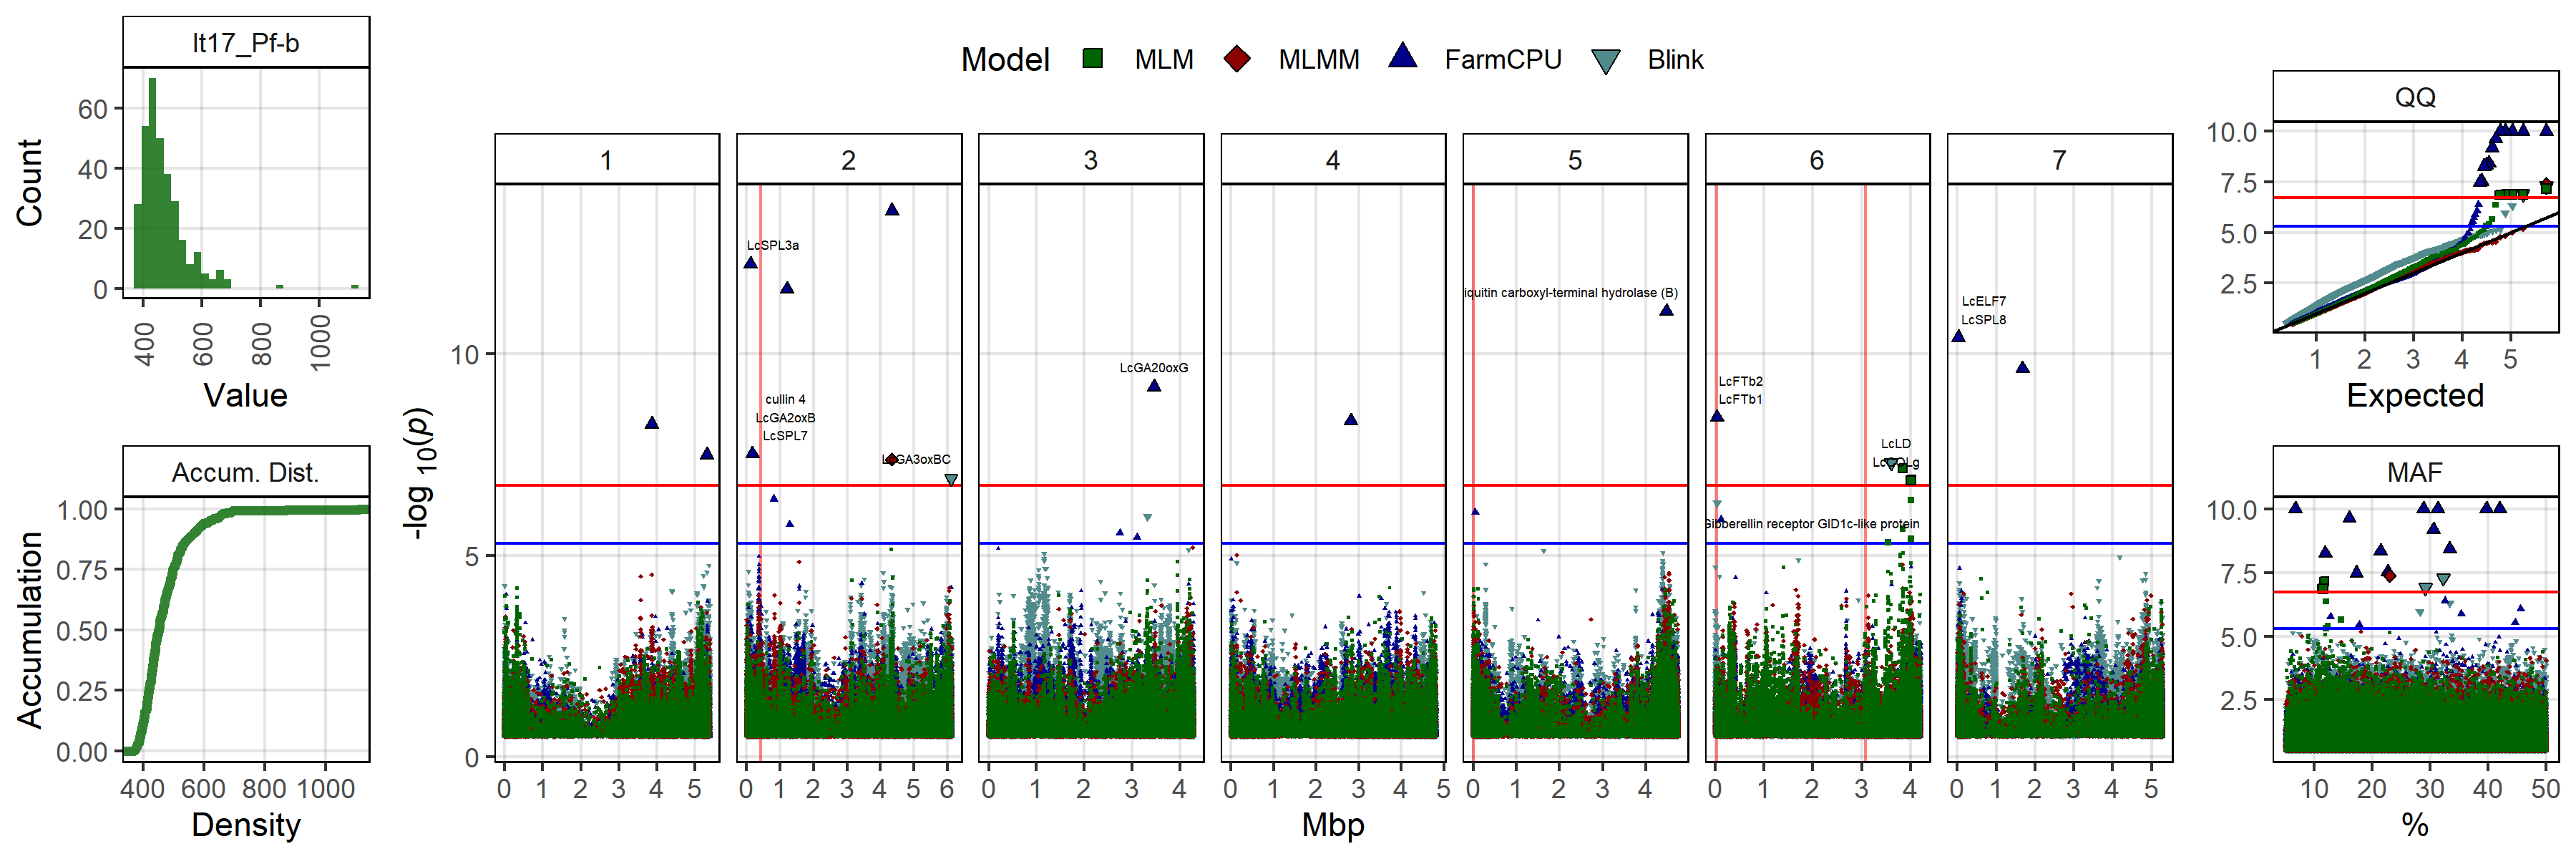 lt17_Pf-b
Count
60
40
20
0
400
600
800
1000
Value
Accum. Dist.
Accumulation
1.00
0.75
0.50
0.25
0.00
400 600 800 1000
Density
Model MLM MLMM FarmCPU Blink
-log 10(p)
10
5
0
1 2 3 4 5 6 7
LcSPL3a
cullin 4
LcGA2oxB
LcSPL7
GA3oxBC
LcGA20oxG
iquitin carboxyl-terminal hydrolase (B)
LcFTb2
LcFTb1
LcLD
Gibberellin receptor GID1c-like protein
LcELF7
LcSPL8
0 1 2 3 4 5
0 1 2 3 4 5 6
0 1 2 3 4
0 1 2 3 4 5
0 1 2 3 4
0 1 2 3 4
0 1 2 3 4 5
Mbp
QQ
10.0
7.5
5.0
2.5
1 2 3 4 5
Expected
MAF
10.0
7.5
5.0
2.5
10 20 30 40 50
%